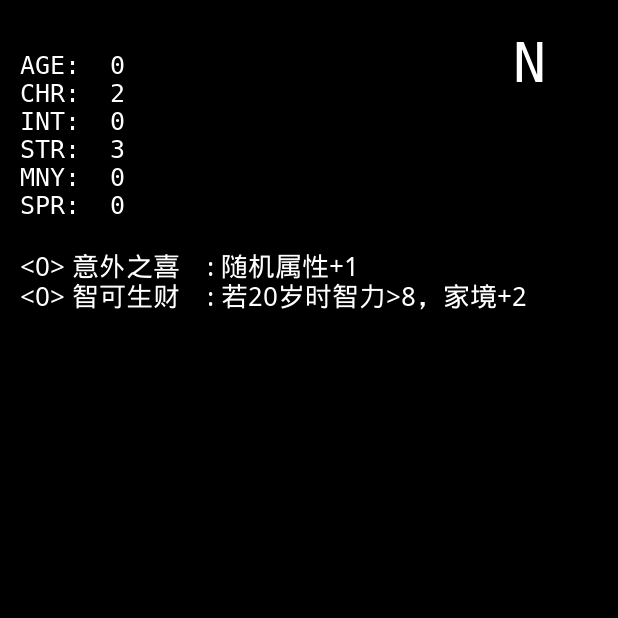 N
AGE: 0
CHR: 2
INT: 0
STR: 3
MNY: 0
SPR: 0
<0> 意外之喜 :随机属性+1
<0> 智可生财 :若20岁时智力>8，家境+2